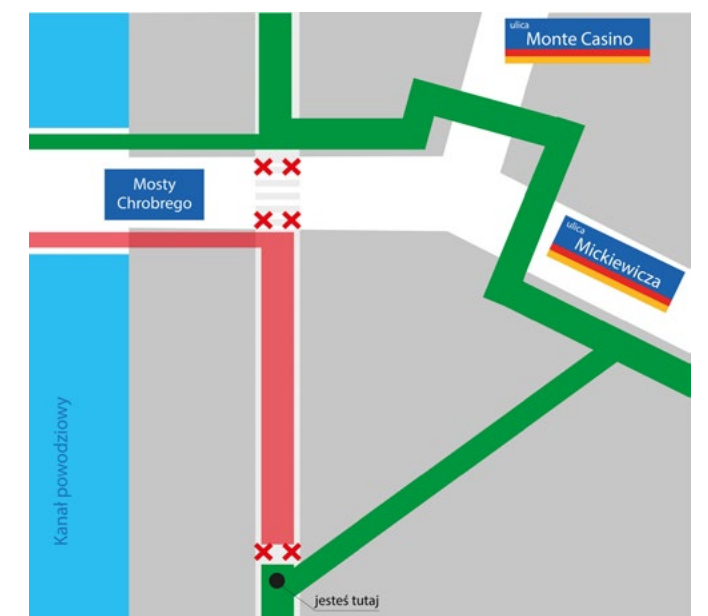 ulica
Monte Casino
Mosty
Chrobrego
ulica
Mickiewicza
Kanał powodziowy
jesteś tutaj